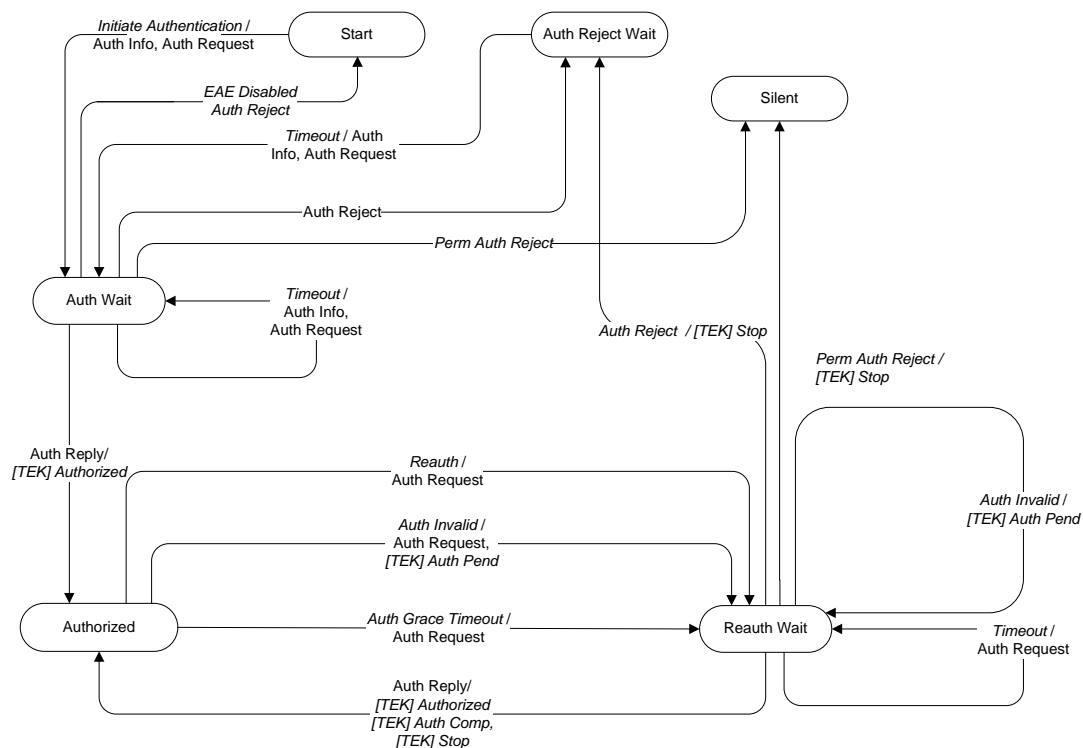 Initiate Authentication /
Auth Info, Auth Request
Start
Auth Reject Wait
EAE Disabled
Auth Reject
Silent
Timeout / Auth
Info, Auth Request
Auth Reject
Perm Auth Reject
Auth Wait
Timeout /
Auth Info,
Auth Request
Auth Reject / [TEK] Stop
Perm Auth Reject /
[TEK] Stop
Auth Reply/
[TEK] Authorized
Reauth /
Auth Request
Auth Invalid /
Auth Request,
[TEK] Auth Pend
Auth Invalid /
[TEK] Auth Pend
Authorized
Auth Grace Timeout /
Auth Request
Reauth Wait
Timeout /
Auth Request
Auth Reply/
[TEK] Authorized
[TEK] Auth Comp,
[TEK] Stop